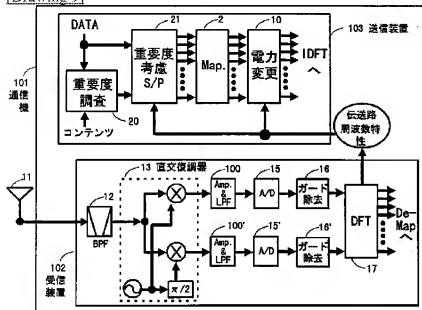 [Drawing 9]
DATA
21
2
10
103 送信装置
重要度
考慮
S/P
Map.
電力
変更
IDFT
へ
101
通信
機
重要度
調査
20
コンテンツ
伝送路
周波数特
性
11
13 直交復調器
100
15
16
12
Amp.
&
LPF
A/D
ガード
除去
BPF
DFT
De-
Map
へ
100'
15'
16'
Amp.
&
LPF
A/D
ガード
除去
102
受信
装置
π/2
17